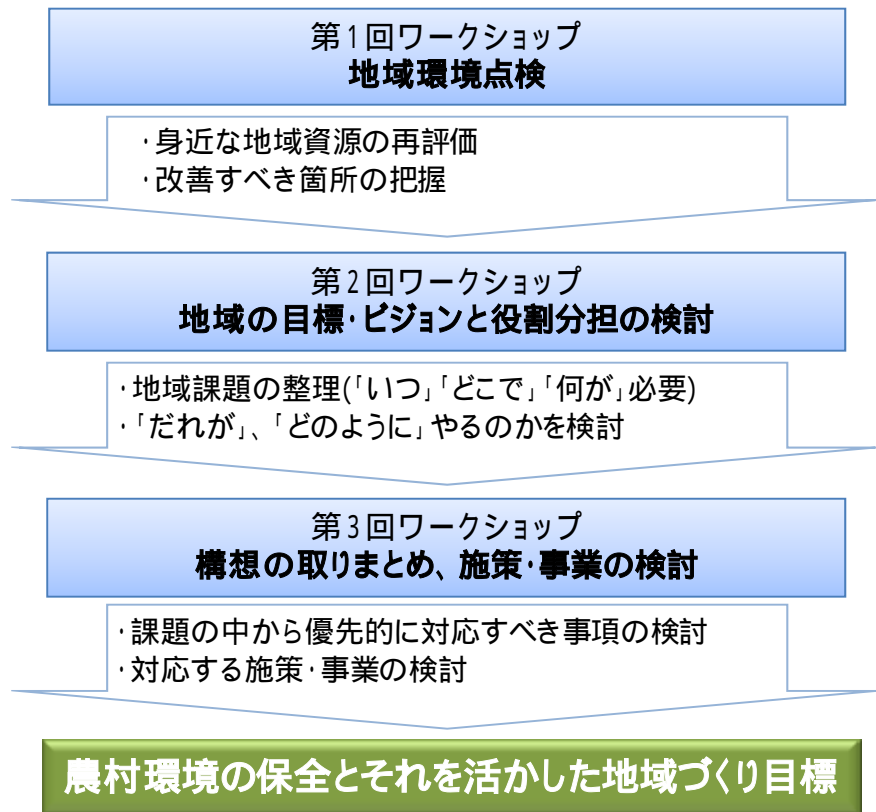 第1回ワークショップ
地域環境点検
・身近な地域資源の再評価
・改善すべき箇所の把握
第2回ワークショップ
地域の目標・ビジョンと役割分担の検討
・地域課題の整理(「いつ」「どこで」「何が」必要)
・「だれが」、「どのように」やるのかを検討
第3回ワークショップ
構想の取りまとめ、施策・事業の検討
・課題の中から優先的に対応すべき事項の検討
・対応する施策・事業の検討
農村環境の保全とそれを活かした地域づくり目標